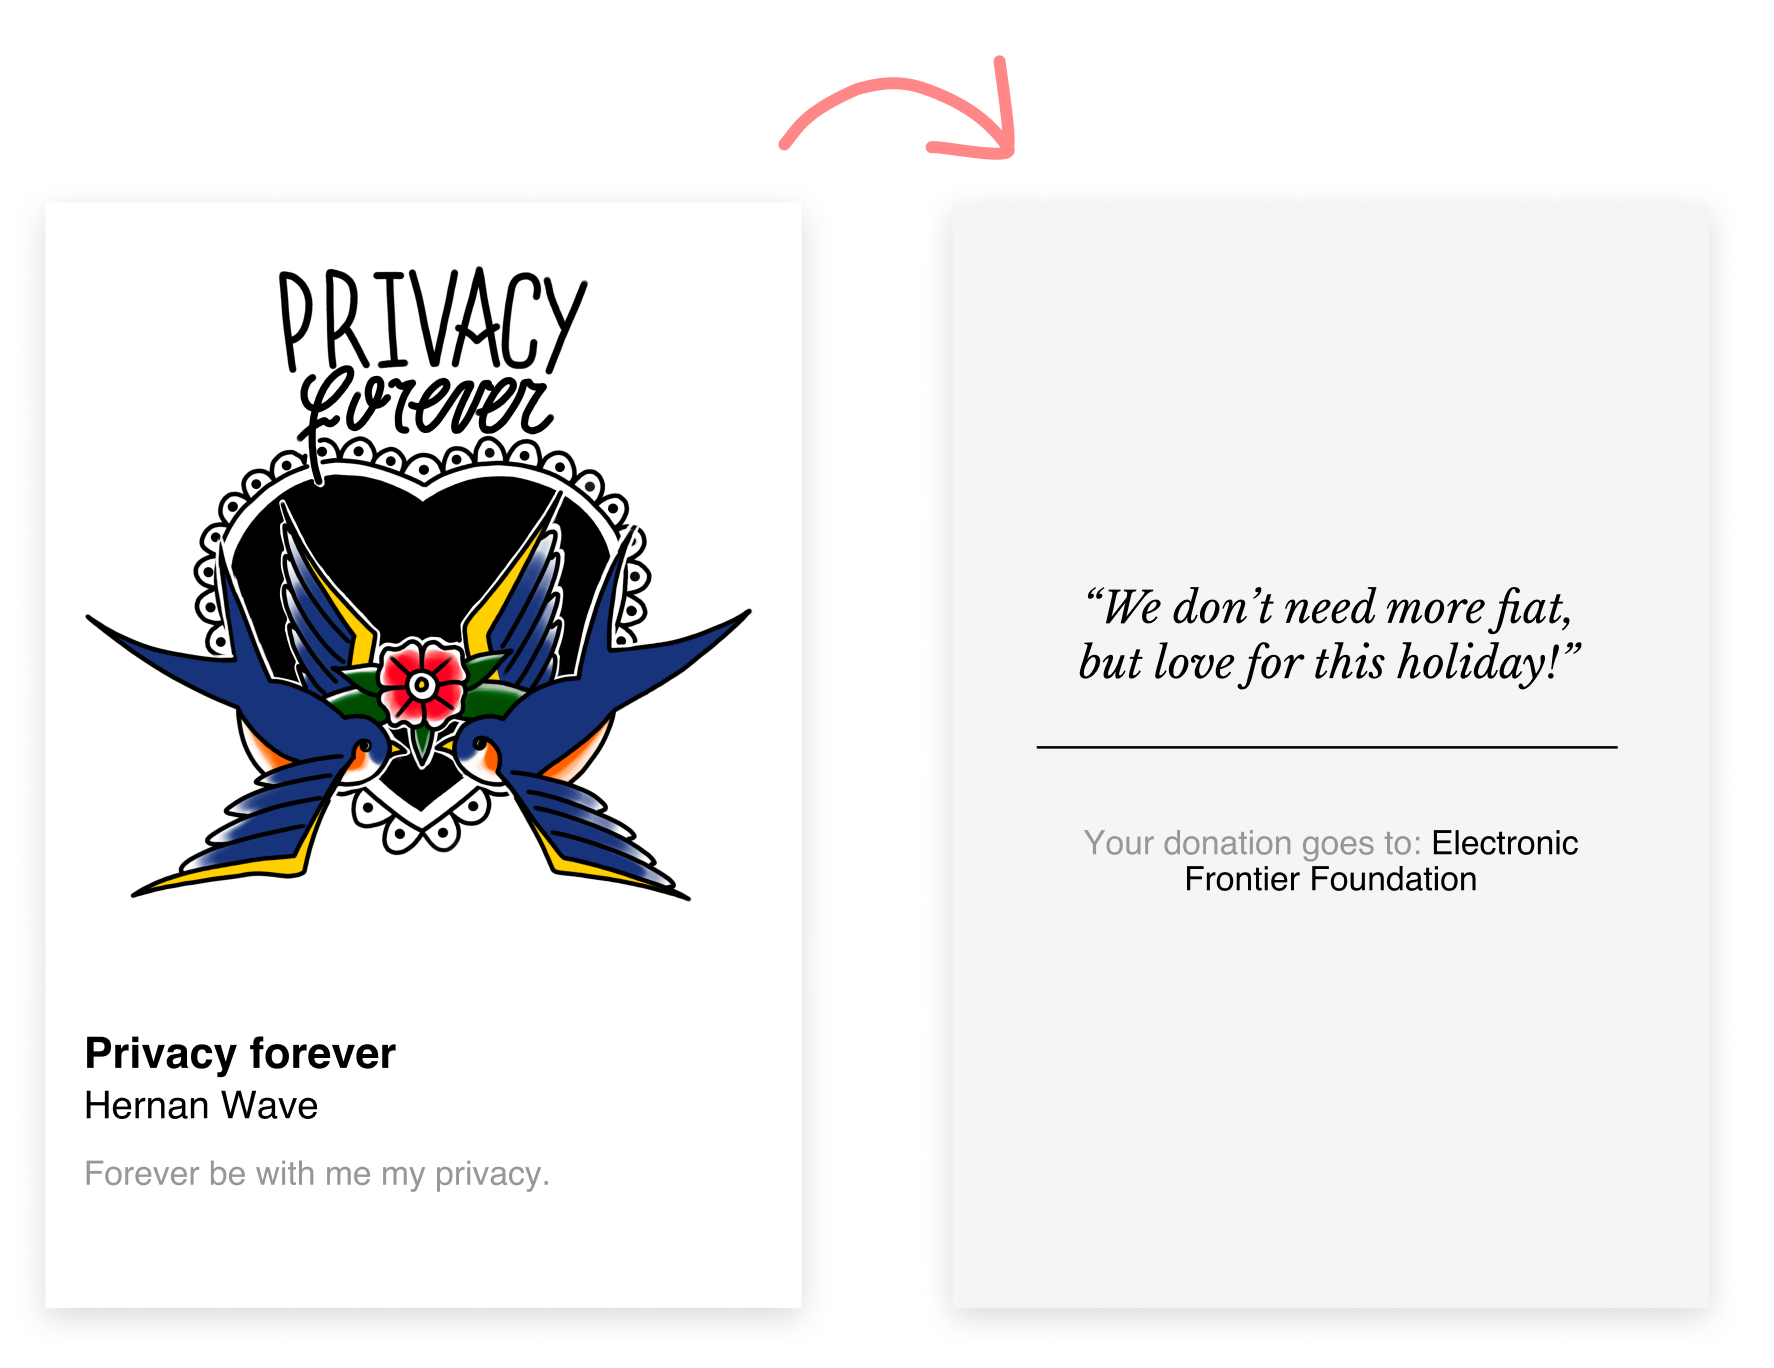 PRIVACY
forever
Privacy forever
Hernan Wave
Forever be with me my privacy.
“We don’t need more fiat,
but love for this holiday!”
Your donation goes to: Electronic
Frontier Foundation